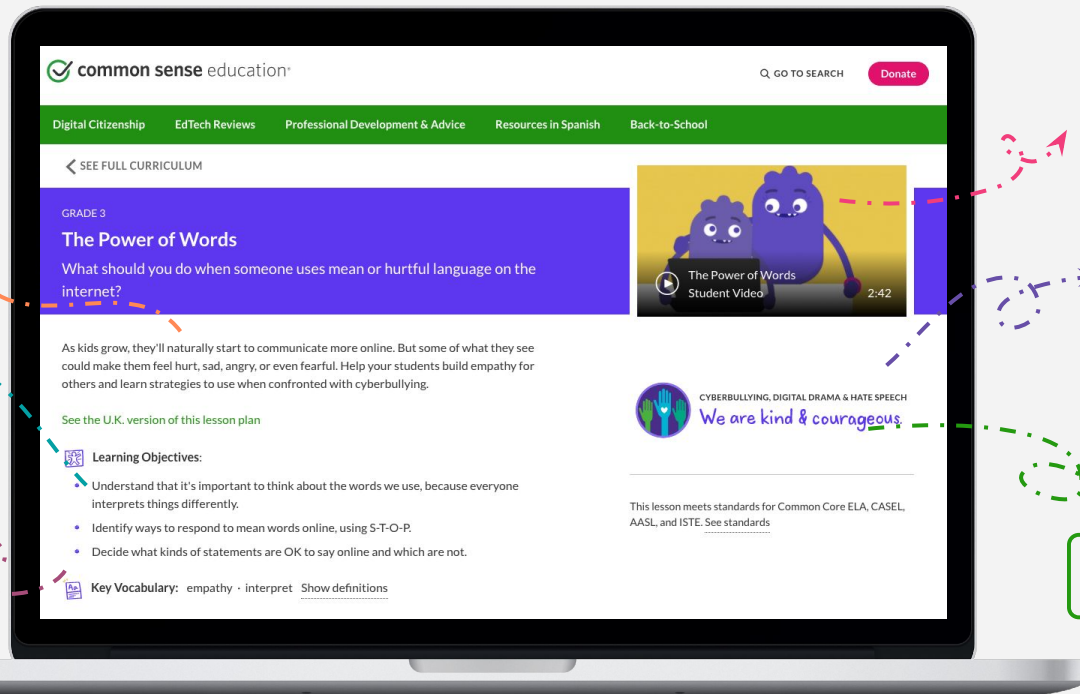 common sense education®
GO TO SEARCH
Donate
Digital Citizenship
EdTech Reviews
Professional Development & Advice
Resources in Spanish
Back-to-School
SEE FULL CURRICULUM
GRADE 3
The Power of Words
What should you do when someone uses mean or hurtful language on the
internet?
The Power of Words
Student Video
2:42
As kids grow, they'll naturally start to communicate more online. But some of what they see
could make them feel hurt, sad, angry, or even fearful. Help your students build empathy for
others and learn strategies to use when confronted with cyberbullying.
See the U.K. version of this lesson plan
Learning Objectives:
Understand that it's important to think about the words we use, because everyone
interprets things differently.
Identify ways to respond to mean words online, using S-T-O-P.
Decide what kinds of statements are OK to say online and which are not.
Key Vocabulary: empathy · interpret Show definitions
CYBERBULLYING, DIGITAL DRAMA & HATE SPEECH
We are kind & courageous.
This lesson meets standards for Common Core ELA, CASEL,
AASL, and ISTE. See standards